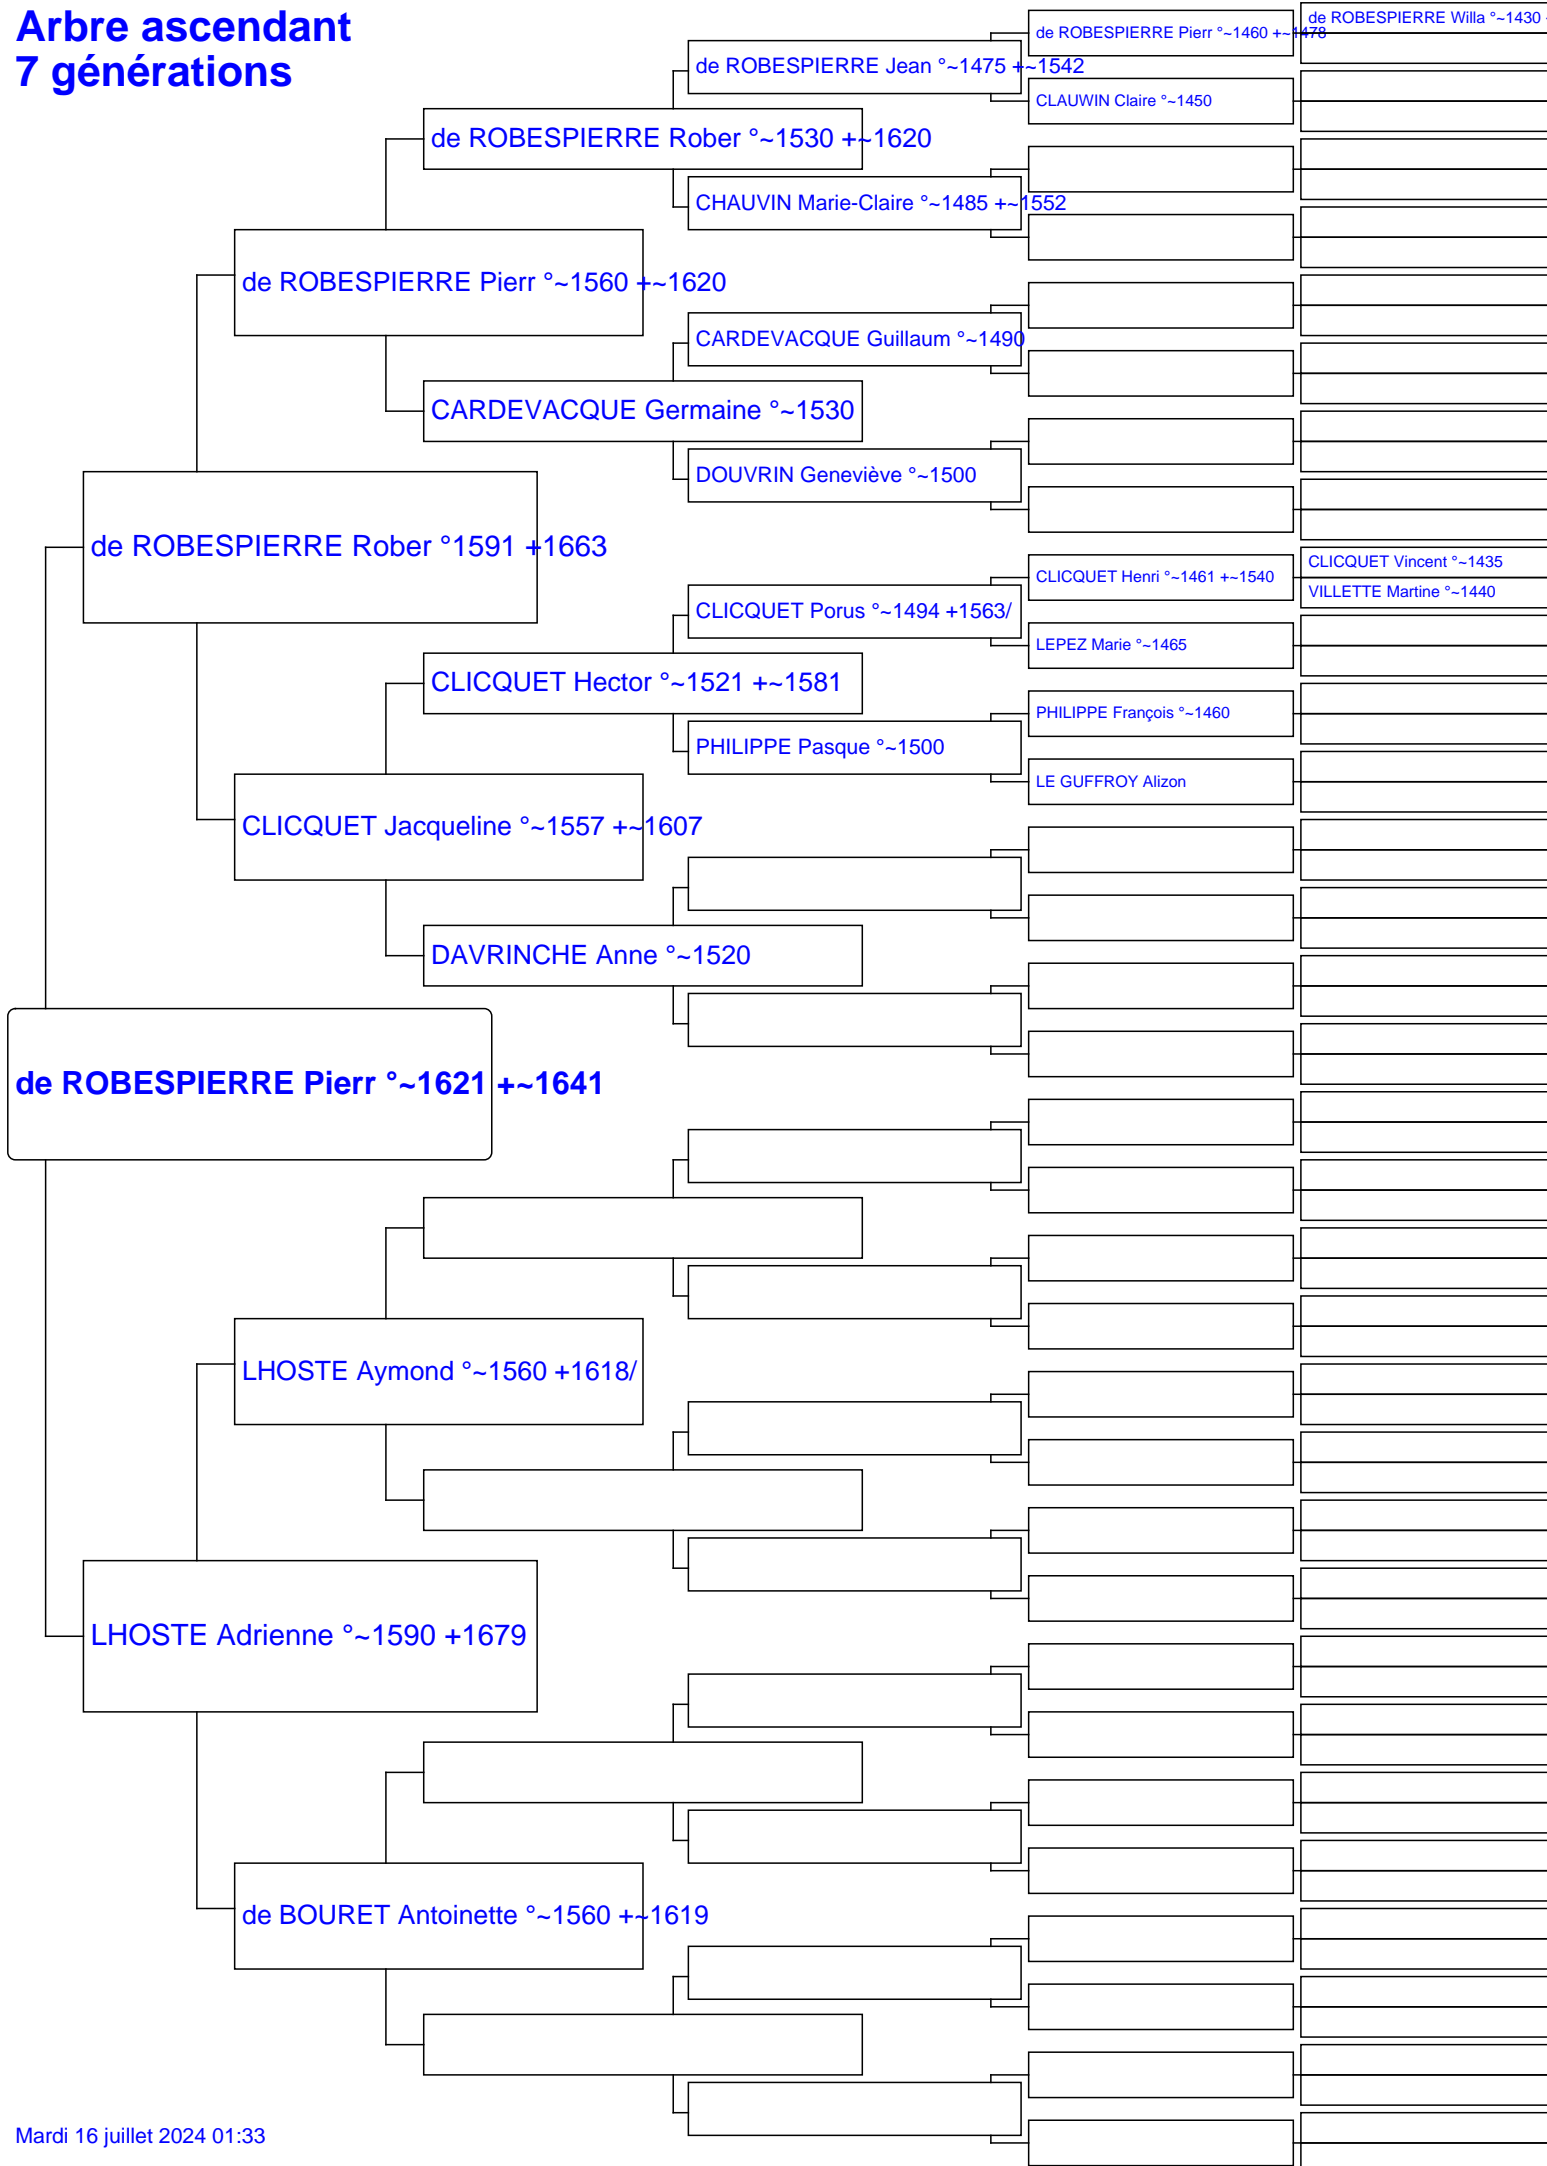 Arbre ascendant
7 générations
de ROBESPIERRE Willa °~1430
de ROBESPIERRE Pierr °~1460 +~1478
de ROBESPIERRE Jean °~1475 +~1542
CLAUWIN Claire °~1450
de ROBESPIERRE Rober °~1530 +~1620
CHAUVIN Marie-Claire °~1485 +~1552
de ROBESPIERRE Pierr °~1560 +~1620
CARDEVACQUE Guillaum °~1490
CARDEVACQUE Germaine °~1530
DOUVRIN Geneviève °~1500
de ROBESPIERRE Rober °1591 +1663
CLICQUET Vincent °~1435
CLICQUET Henri °~1461 +~1540
VILLETTE Martine °~1440
CLICQUET Porus °~1494 +1563/
LEPEZ Marie °~1465
CLICQUET Hector °~1521 +~1581
PHILIPPE François °~1460
PHILIPPE Pasque °~1500
LE GUFFROY Alizon
CLICQUET Jacqueline °~1557 +~1607
DAVRINCHE Anne °~1520
de ROBESPIERRE Pierr °~1621 +~1641
LHOSTE Aymond °~1560 +1618/
LHOSTE Adrienne °~1590 +1679
de BOURET Antoinette °~1560 +~1619
Mardi 16 juillet 2024 01:33